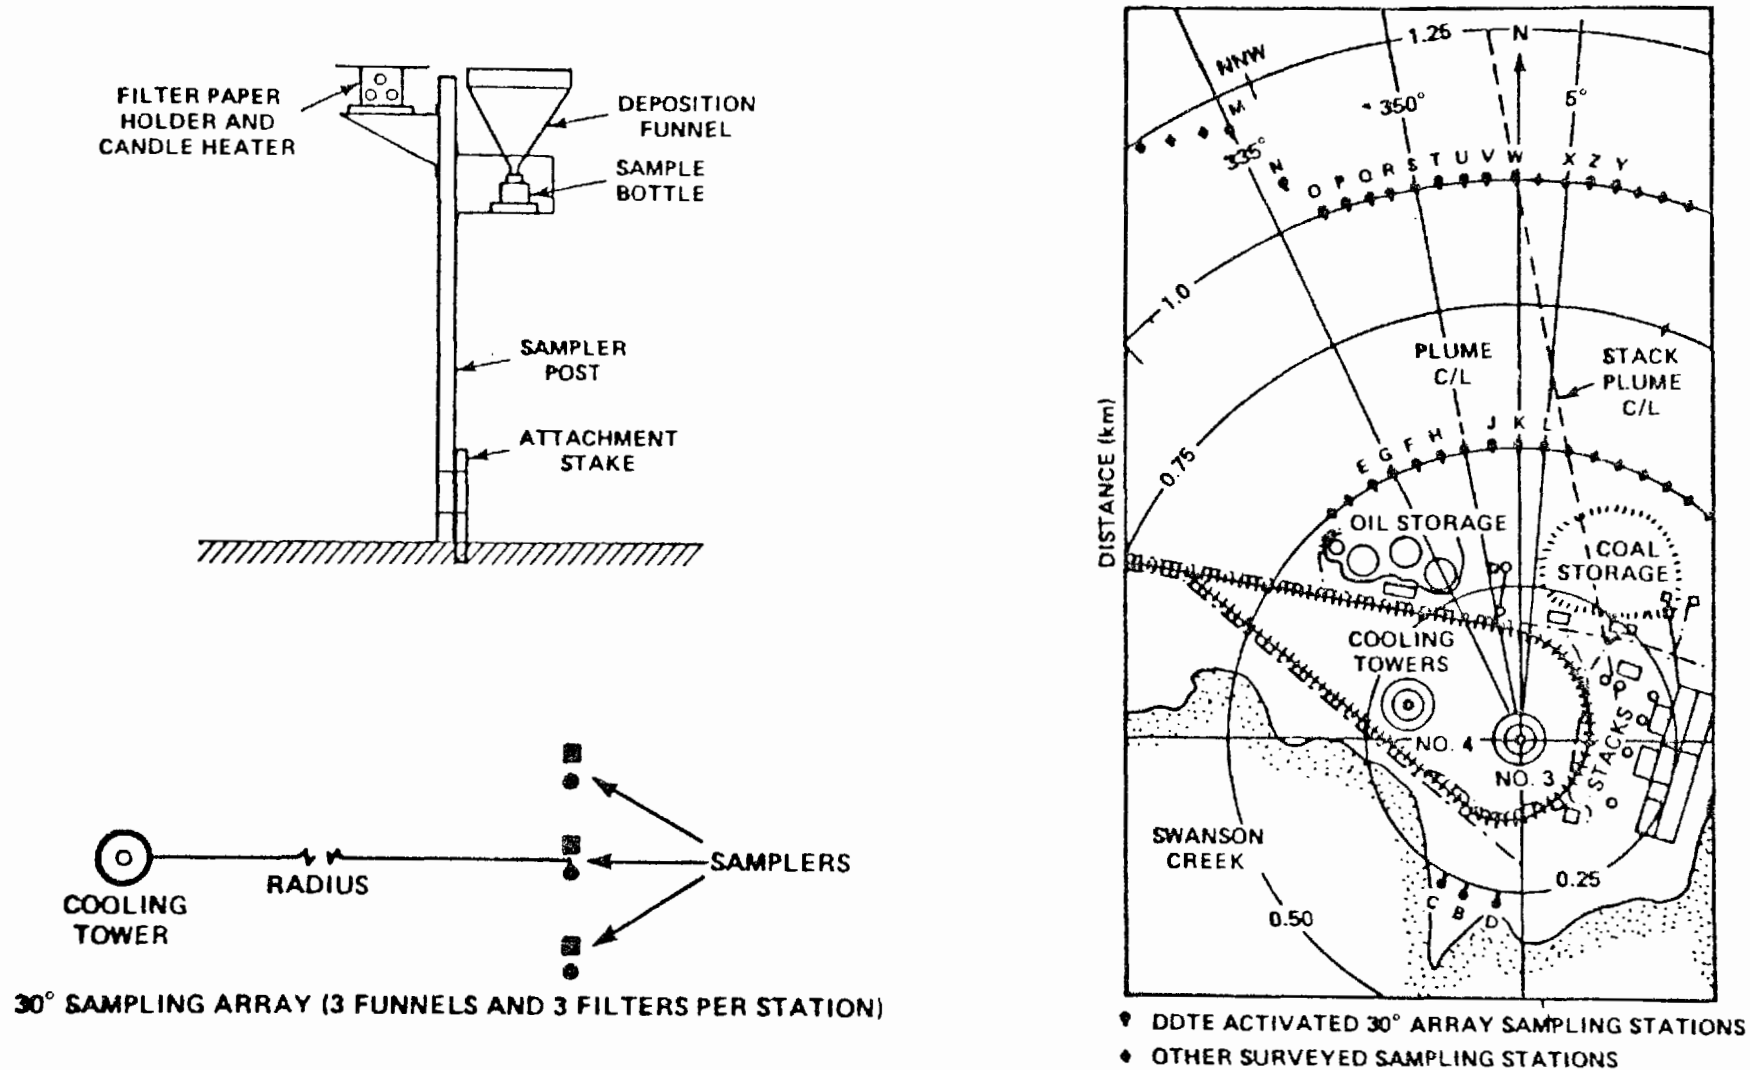 FILTER PAPER
HOLDER AND
CANDLE HEATER
DEPOSITION
FUNNEL
SAMPLE
BOTTLE
SAMPLER
POST
ATTACHMENT
STAKE
COOLING
TOWER
RADIUS
SAMPLERS
30° SAMPLING ARRAY (3 FUNNELS AND 3 FILTERS PER STATION)
1.25
N
WNW
350°
5°
M
335°
N
O P Q R S T U V W X Z Y
1.0
PLUME
C/L
STACK
PLUME
C/L
DISTANCE (km)
0.75
E G F H J K L
OIL STORAGE
COAL
STORAGE
COOLING
TOWERS
NO. 4
NO. 3
STACKS
SWANSON
CREEK
0.25
0.50
C B D
DDTE ACTIVATED 30° ARRAY SAMPLING STATIONS
OTHER SURVEYED SAMPLING STATIONS